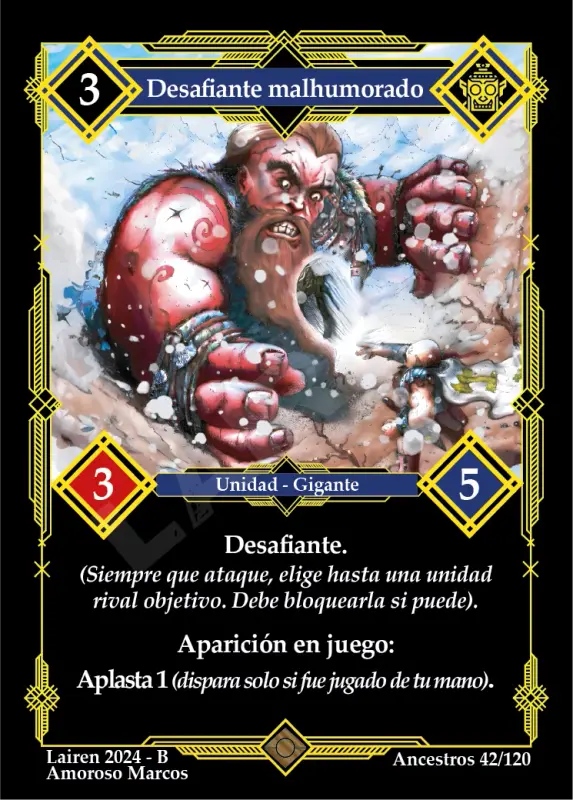 3
Desafiante malhumorado
3
Unidad - Gigante
5
Desafiante.
(Siempre que ataque, elige hasta una unidad
rival objetivo. Debe bloquearla si puede).
Aparición en juego:
Aplasta 1 (dispara solo si fue jugado de tu mano).
Lairen 2024 - B
Amoroso Marcos
Ancestros 42/120